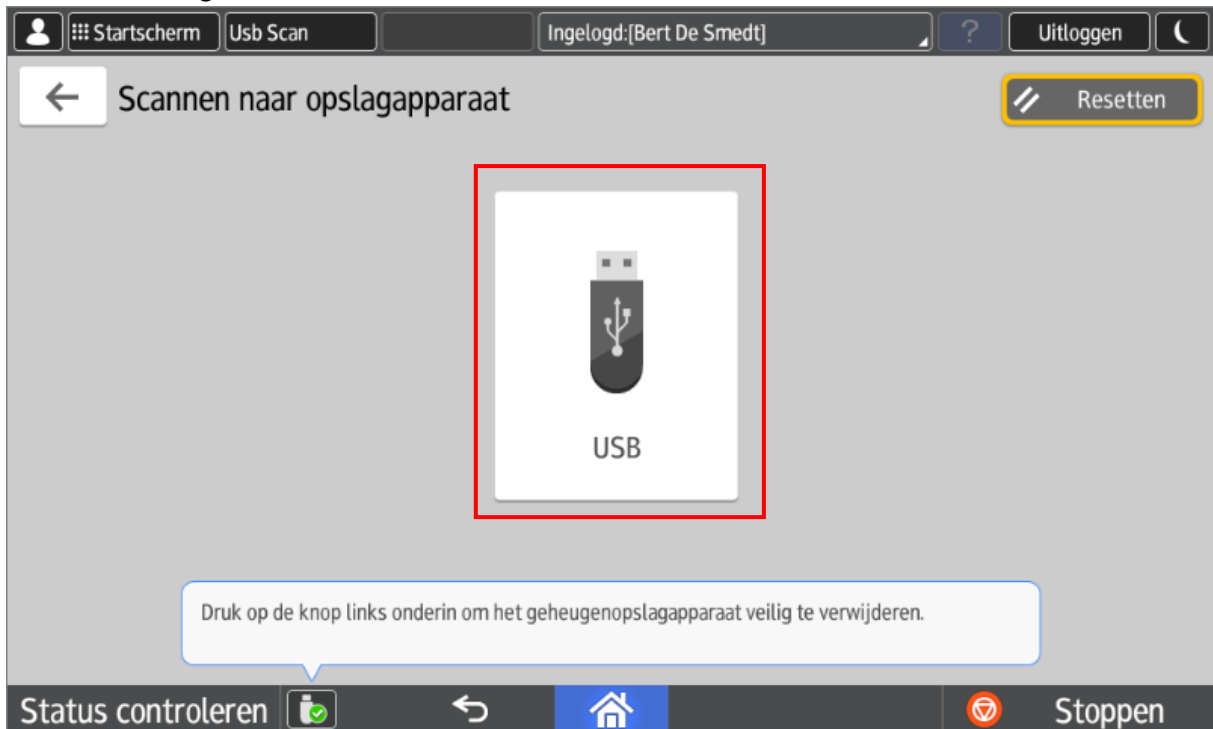 Startscherm
Usb Scan
Ingelogd:[Bert De Smedt]
?
Uitloggen
Scannen naar opslagapparaat
Resetten
USB
Druk op de knop links onderin om het geheugenopslagapparaat veilig te verwijderen.
Status controleren
Stoppen